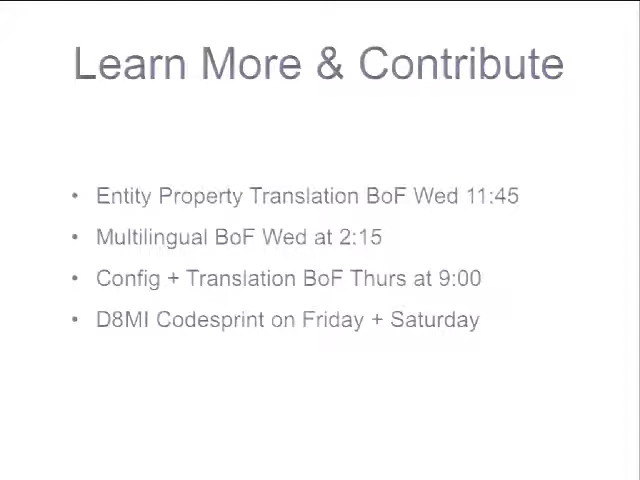 Learn More & Contribute
• Entity Property Translation BoF Wed 11:45
• Multilingual BoF Wed at 2:15
• Config + Translation BoF Thurs at 9:00
• D8MI Codesprint on Friday + Saturday